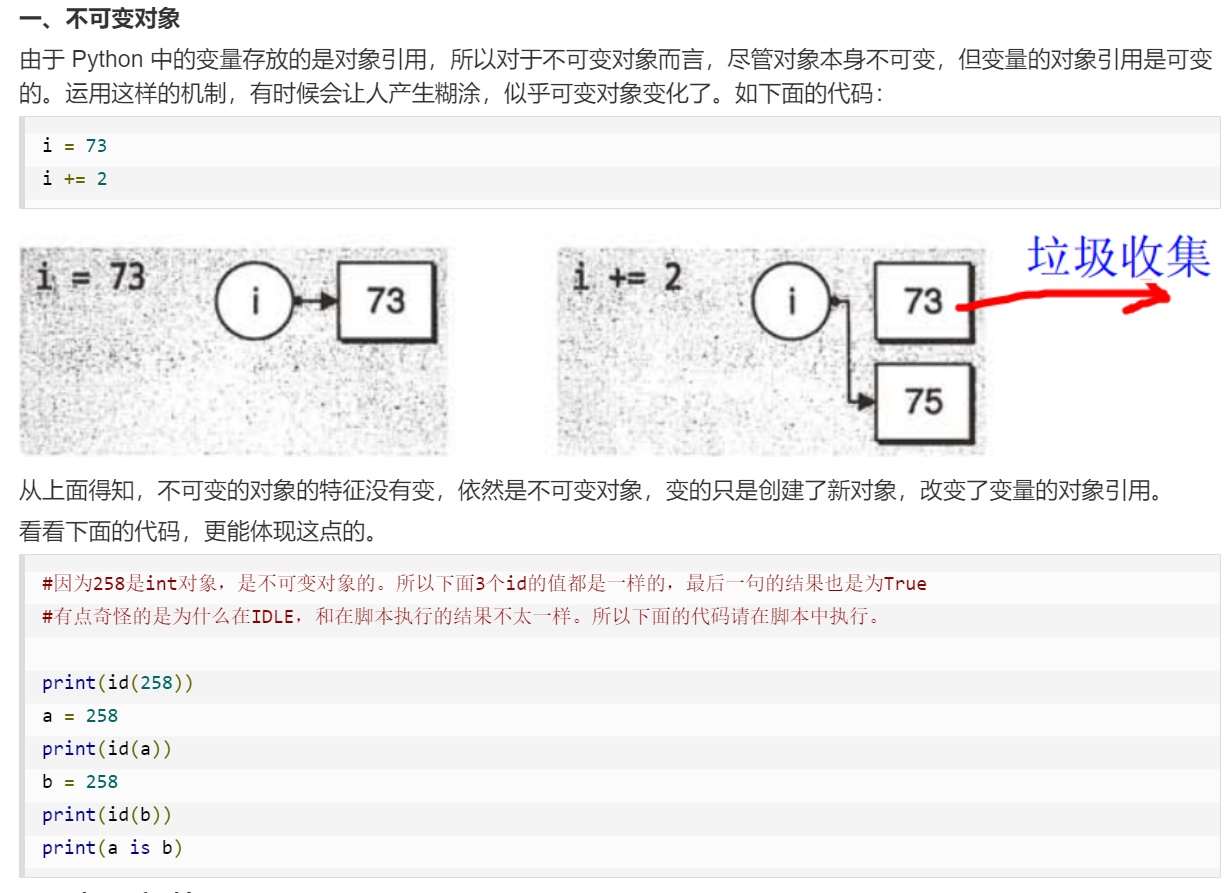 一、不可变对象
由于 Python 中的变量存放的是对象引用，所以对于不可变对象而言，尽管对象本身不可变，但变量的对象引用是可变
的。运用这样的机制，有时候会让人产生糊涂，似乎可变对象变化了。如下面的代码：
i = 73
i += 2
i = 73
i
73
i += 2
i
73
垃圾收集
75
从上面得知，不可变的对象的特征没有变，依然是不可变对象，变的只是创建了新对象，改变了变量的对象引用。
看看下面的代码，更能体现这点的。
#因为258是int对象，是不可变对象的。所以下面3个id的值都是一样的，最后一句的结果也是为True
#有点奇怪的是为什么在IDLE，和在脚本执行的结果不太一样。所以下面的代码请在脚本中执行。
print(id(258))
a = 258
print(id(a))
b = 258
print(id(b))
print(a is b)